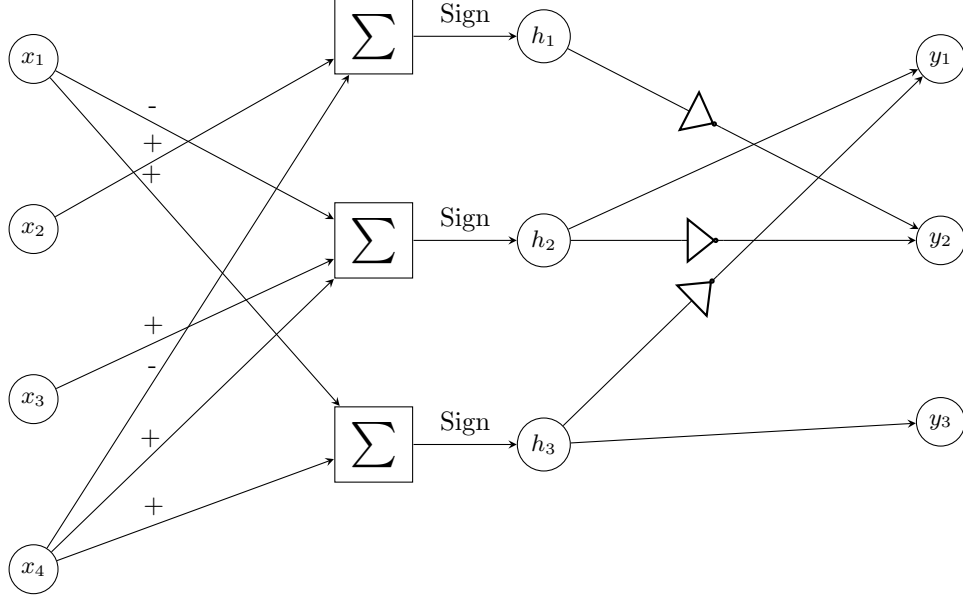 Sign
x₁
h₁
y₁
∑
-
+
+
x₂
Sign
h₂
y₂
∑
+
-
x₃
Sign
h₃
y₃
∑
+
+
x₄